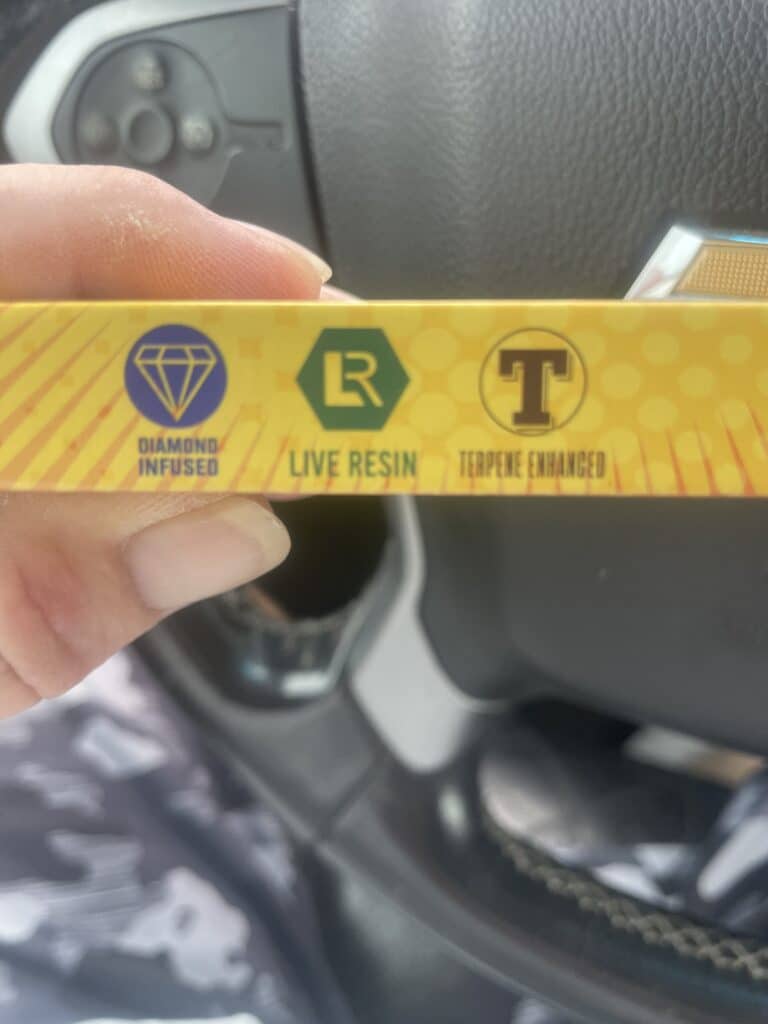 DIAMOND
INFUSED
LR
LIVE RESIN
T
TERPENE ENHANCED